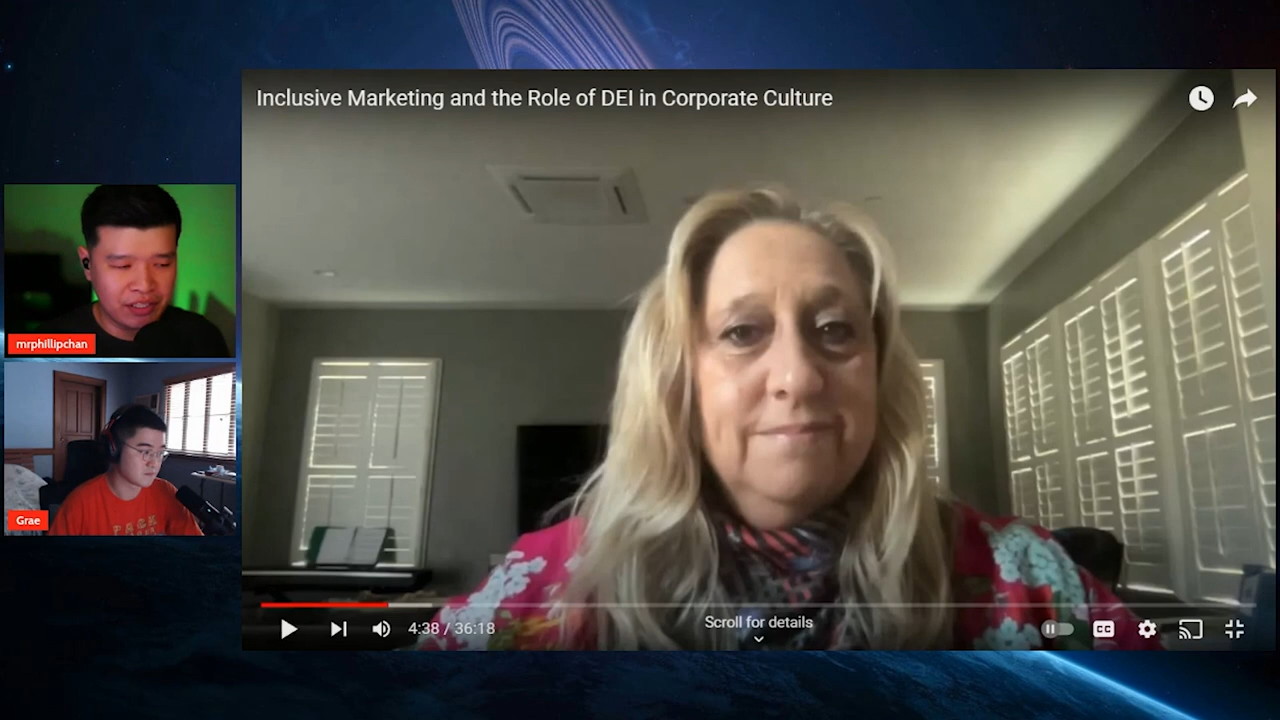 Inclusive Marketing and the Role of DEI in Corporate Culture
mrphillipchan
Grae
4:38 / 36:18
Scroll for details
CC